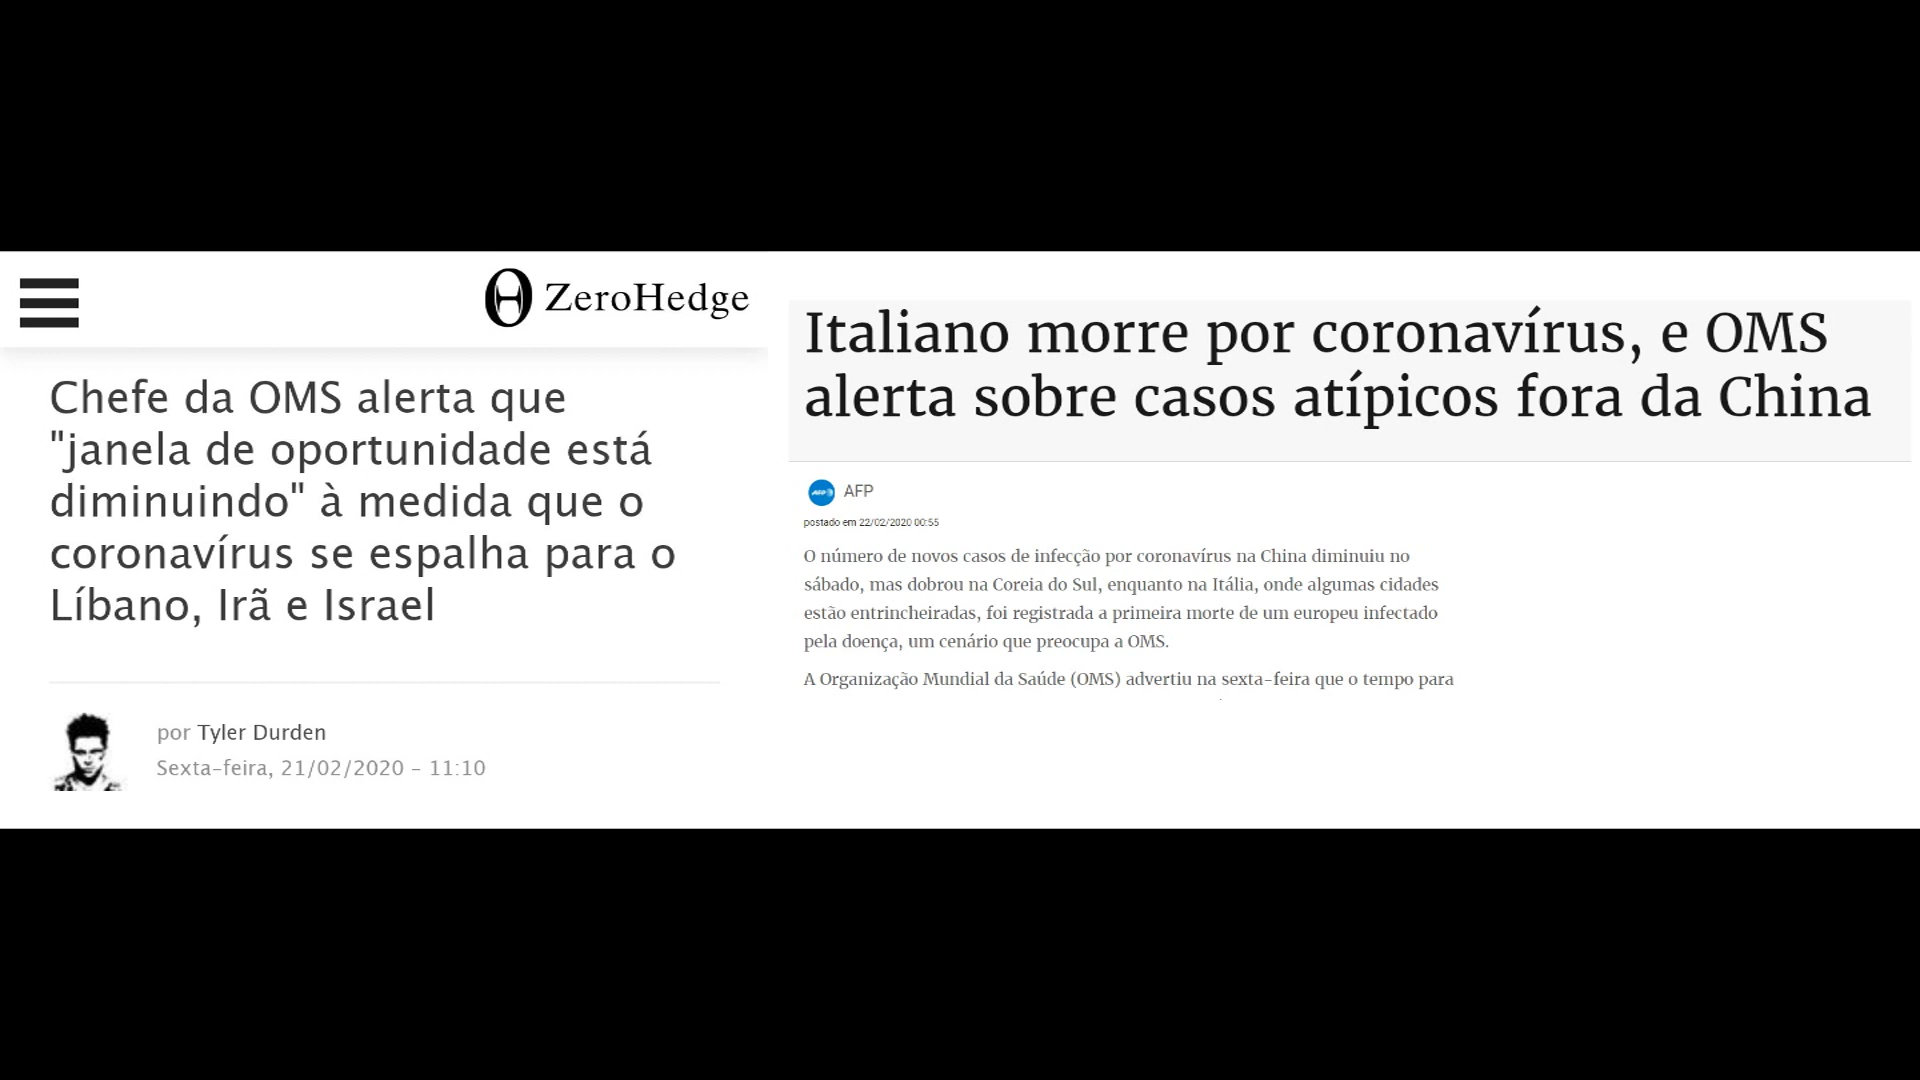 ZeroHedge
Chefe da OMS alerta que
"janela de oportunidade está
diminuindo" à medida que o
coronavírus se espalha para o
Líbano, Irã e Israel
por Tyler Durden
Sexta-feira, 21/02/2020 - 11:10
Italiano morre por coronavírus, e OMS
alerta sobre casos atípicos fora da China
AFP AFP
postado em 22/02/2020 00:55
O número de novos casos de infecção por coronavírus na China diminuiu no
sábado, mas dobrou na Coreia do Sul, enquanto na Itália, onde algumas cidades
estão entrincheiradas, foi registrada a primeira morte de um europeu infectado
pela doença, um cenário que preocupa a OMS.
A Organização Mundial da Saúde (OMS) advertiu na sexta-feira que o tempo para